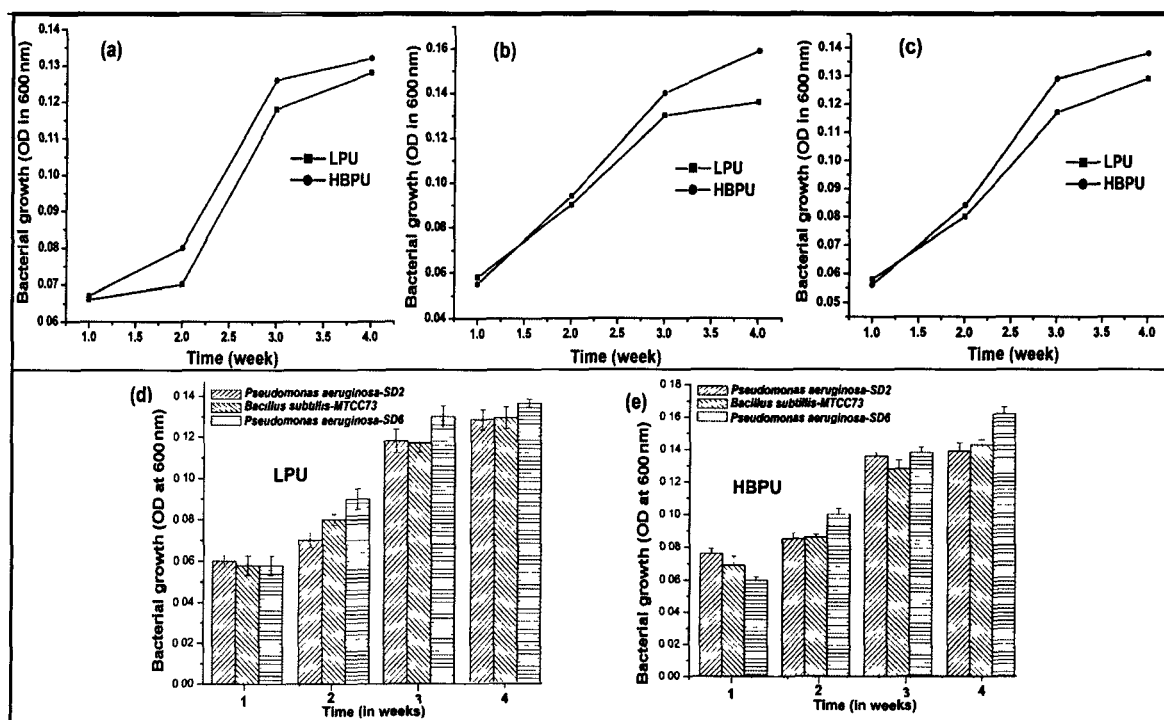 (a)
Bacterial growth (OD in 600 nm)
0.13
0.12
0.11
0.10
0.09
0.08
0.07
0.06
1.0 1.5 2.0 2.5 3.0 3.5 4.0
Time (week)
LPU
HBPU
(b)
Bacterial growth (OD in 600 nm)
0.16
0.14
0.12
0.10
0.08
0.06
0.04
1.0 1.5 2.0 2.5 3.0 3.5 4.0
Time (week)
LPU
HBPU
(c)
Bacterial growth (OD in 600 nm)
0.14
0.13
0.12
0.11
0.10
0.09
0.08
0.06
0.05
1.0 1.5 2.0 2.5 3.0 3.5 4.0
Time (week)
LPU
HBPU
(d)
Pseudomonas aeruginosa-SD2
Bacillus subtillis-MTCC73
Pseudomonas aeruginosa-SD6
LPU
Bacterial growth (OD at 600 nm)
0.14
0.12
0.10
0.08
0.06
0.04
0.02
0.00
1 2 3 4
Time (in weeks)
(e)
Pseudomonas aeruginosa-SD2
Bacillus subtillis-MTCC73
Pseudomonas aeruginosa-SD6
HBPU
Bacterial growth (OD at 600 nm)
0.18
0.16
0.14
0.12
0.10
0.08
0.06
0.04
0.02
0.00
1 2 3 4
Time (in weeks)